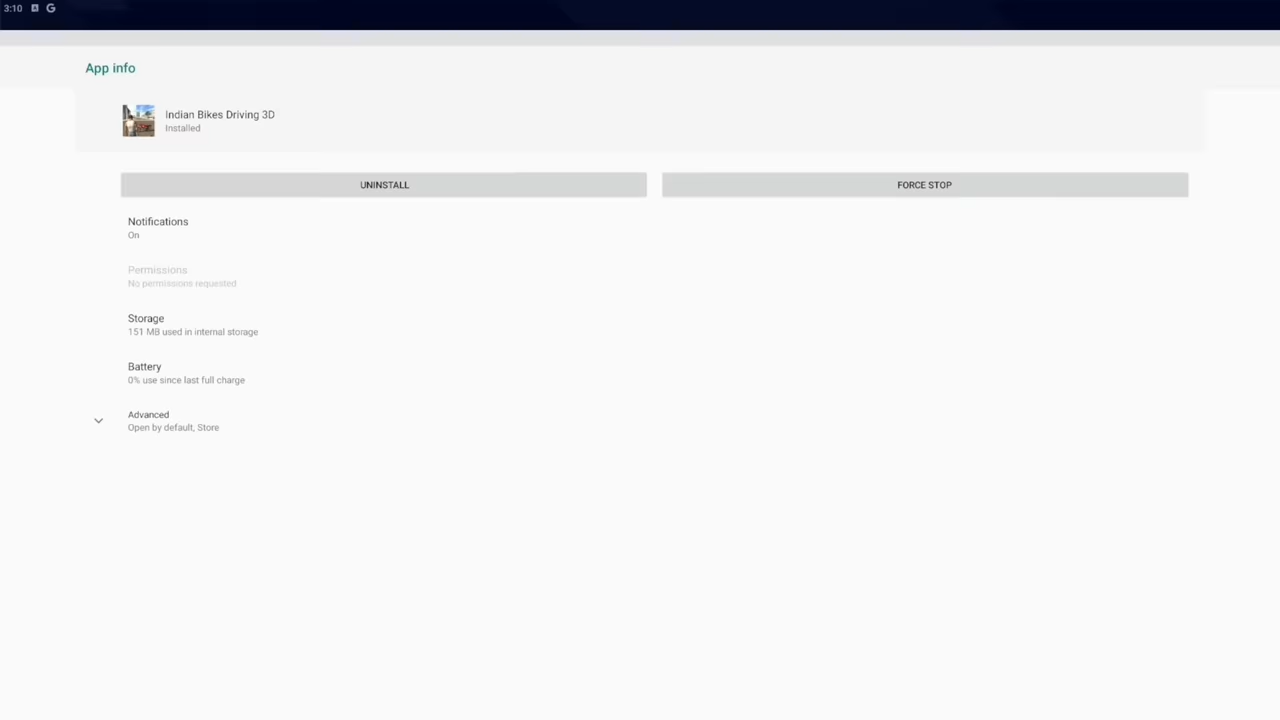 3:10
App info
Indian Bikes Driving 3D
Installed
UNINSTALL
FORCE STOP
Notifications
On
Permissions
No permissions requested
Storage
151 MB used in internal storage
Battery
0% use since last full charge
Advanced
Open by default, Store